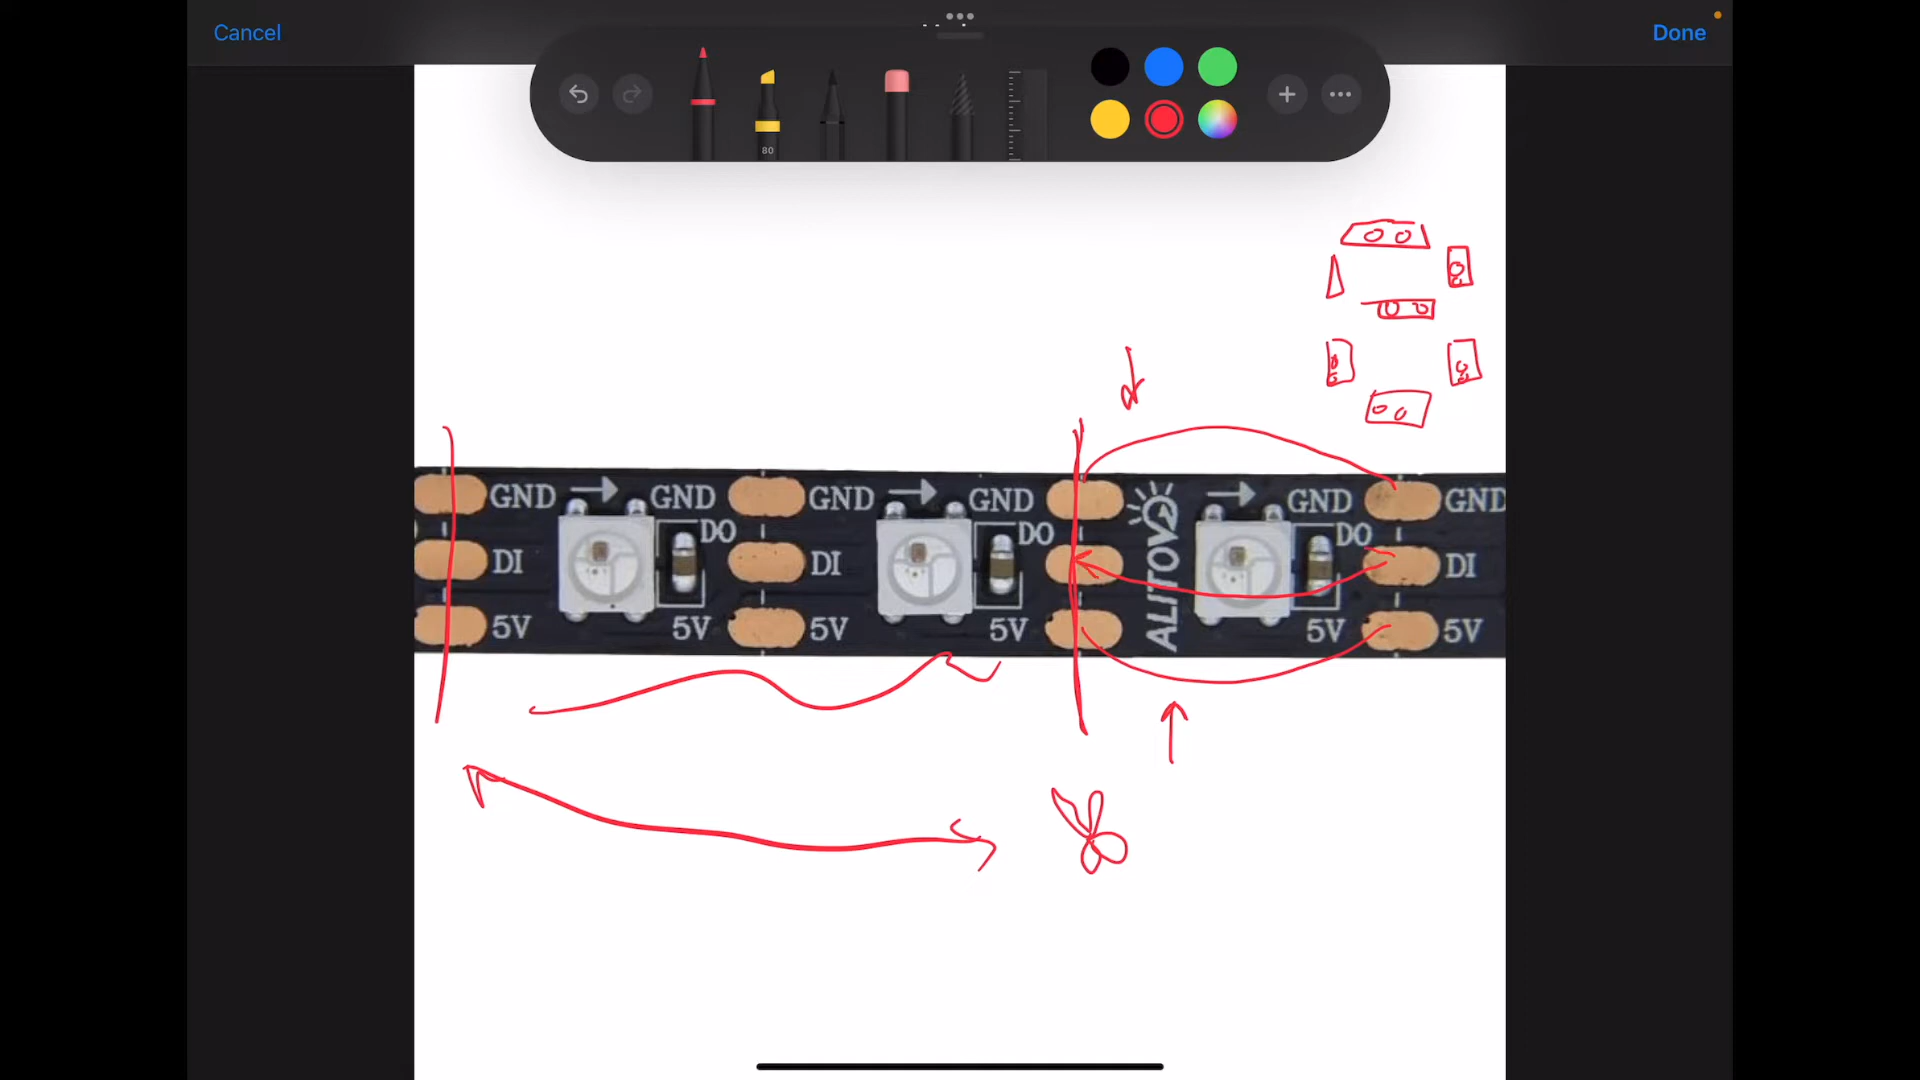 Cancel
Done
80
GND GND GND GND GND GND
DO DO DO
DI DI DI
5V 5V 5V 5V 5V 5V
ALITOVE